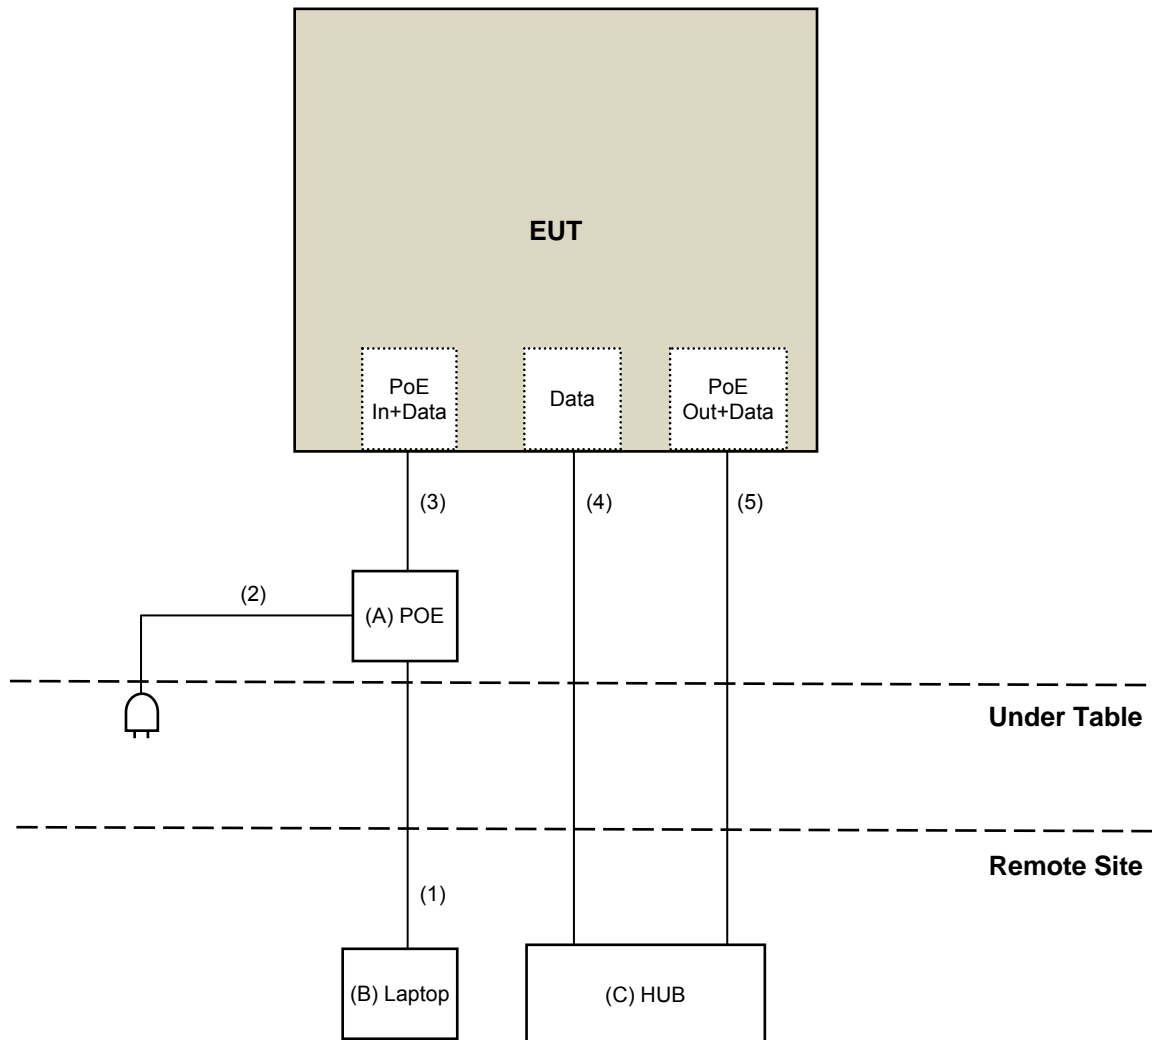 EUT
PoE
In+Data
Data
PoE
Out+Data
(3)
(4)
(5)
(2)
(A) POE
Under Table
Remote Site
(1)
(B) Laptop
(C) HUB